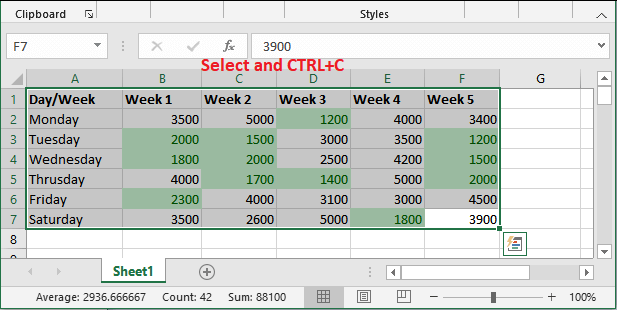 Clipboard Styles
F7 fx 3900
Select and CTRL+C
A B C D E F G
1 Day/Week Week 1 Week 2 Week 3 Week 4 Week 5
2 Monday 3500 5000 1200 4000 3400
3 Tuesday 2000 1500 3000 3500 1200
4 Wednesday 1800 2000 2500 4200 1500
5 Thrusday 4000 1700 1400 5000 2000
6 Friday 2300 4000 3100 3000 4500
7 Saturday 3500 2600 5000 1800 3900
8
Sheet1
Average: 2936.666667 Count: 42 Sum: 88100 100%